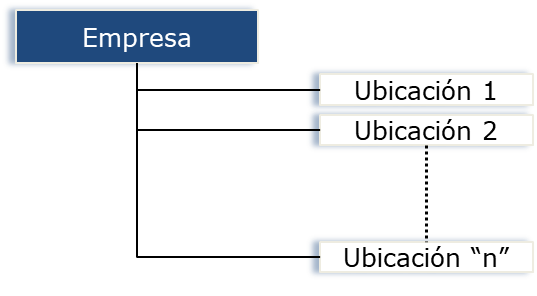 Empresa
Ubicación 1
Ubicación 2
Ubicación “n”